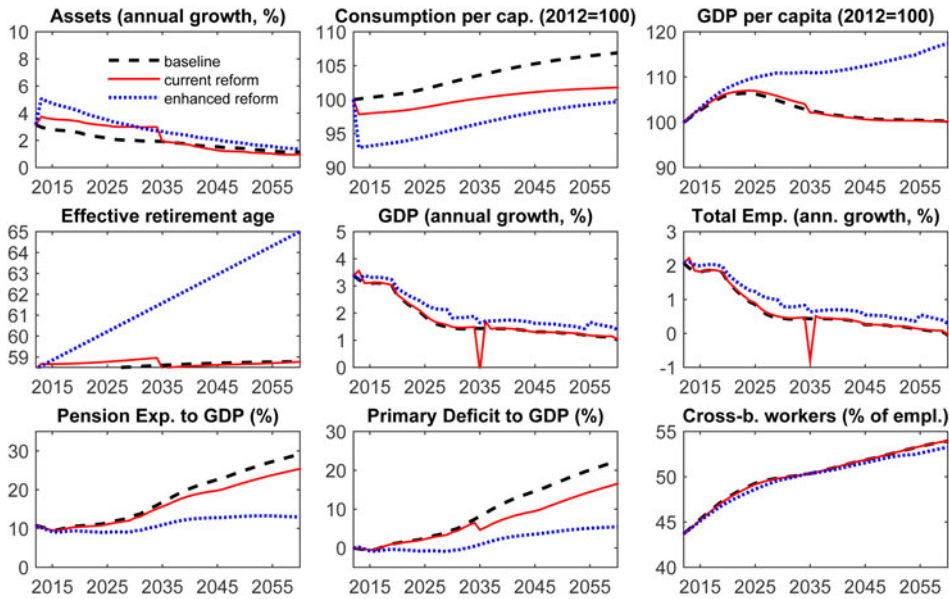 Assets (annual growth, %)
Consumption per cap. (2012=100)
GDP per capita (2012=100)
10
8
6
4
2
0
baseline
current reform
enhanced reform
2015 2025 2035 2045 2055
110
105
100
95
90
2015 2025 2035 2045 2055
120
110
100
90
2015 2025 2035 2045 2055
Effective retirement age
GDP (annual growth, %)
Total Emp. (ann. growth, %)
65
64
63
62
61
60
59
2015 2025 2035 2045 2055
5
4
3
2
1
0
2015 2025 2035 2045 2055
3
2
1
0
-1
2015 2025 2035 2045 2055
Pension Exp. to GDP (%)
Primary Deficit to GDP (%)
Cross-b. workers (% of empl.)
30
20
10
0
2015 2025 2035 2045 2055
30
20
10
0
2015 2025 2035 2045 2055
55
50
45
40
2015 2025 2035 2045 2055